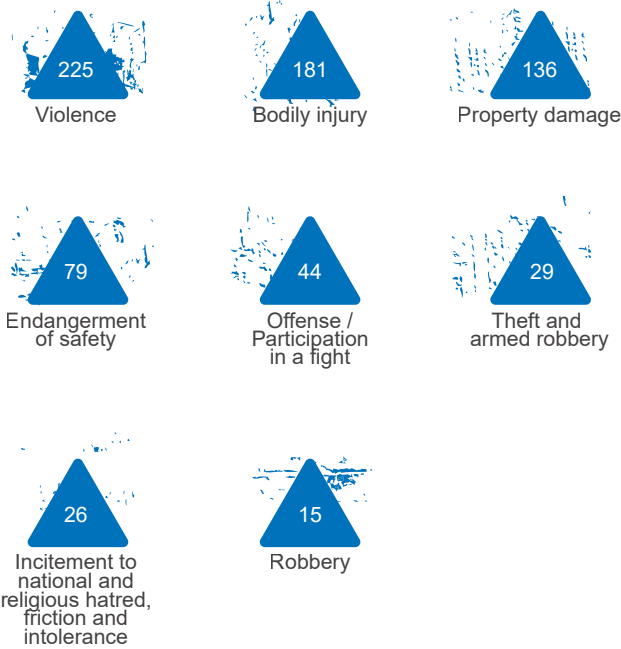 225
Violence
181
Bodily injury
136
Property damage
79
Endangerment
of safety
44
Offense /
Participation
in a fight
29
Theft and
armed robbery
26
Incitement to
national and
religious hatred,
friction and
intolerance
15
Robbery